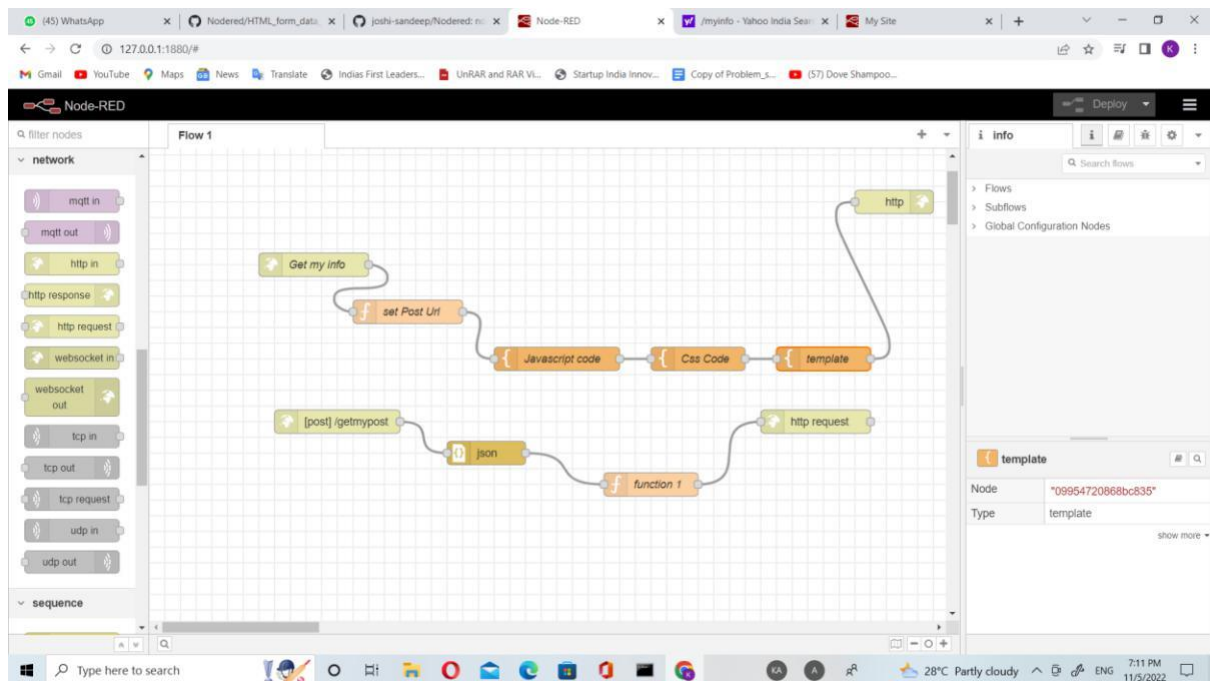 (45) WhatsApp
Nodered/HTML_form_data
joshi-sandeep/Nodered: no
Node-RED
/myinfo - Yahoo India Sear
My Site
127.0.0.1:1880/#
K
Gmail
YouTube
Maps
News
Translate
Indias First Leaders...
UnRAR and RAR Vi...
Startup India Innov...
Copy of Problem_s...
(57) Dove Shampoo...
Node-RED
Deploy
filter nodes
Flow 1
i info
Search flows
network
mqtt in
mqtt out
http in
http response
http request
websocket in
websocket out
tcp in
tcp out
tcp request
udp in
udp out
sequence
http
Get my info
set Post Url
Javascript code
Css Code
template
[post] /getmypost
http request
json
function 1
Flows
Subflows
Global Configuration Nodes
template
Node
"09954720868bc835"
Type
template
show more
Type here to search
KA
A
28°C Partly cloudy
ENG
7:11 PM
11/5/2022